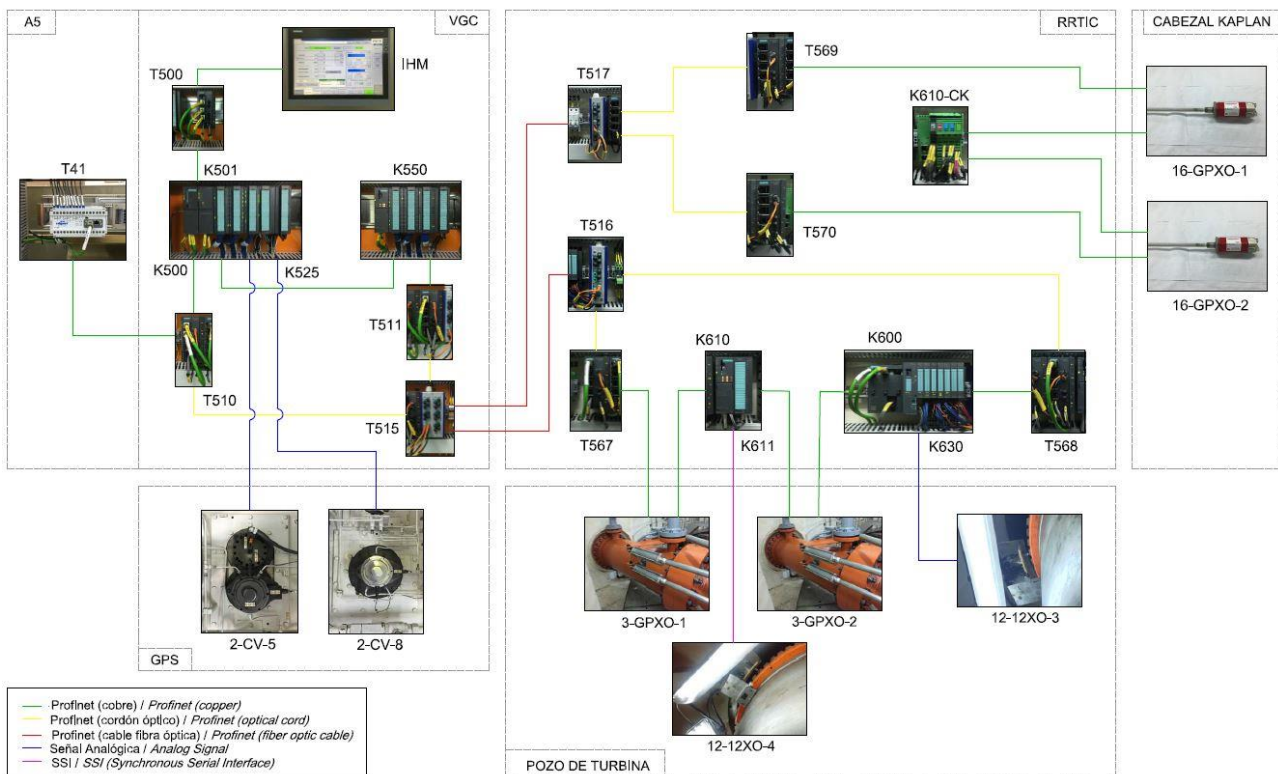 A5
VGC
RRTIC
CABEZAL KAPLAN
T500
IHM
T517
T569
K610-CK
T41
K501
K550
16-GPXO-1
T516
T570
K500
K525
T511
16-GPXO-2
K610
K600
T510
T515
T567
K611
K630
T568
2-CV-5
2-CV-8
GPS
3-GPXO-1
3-GPXO-2
12-12XO-3
12-12XO-4
POZO DE TURBINA
Profinet (cobre) / Profinet (copper)
Profinet (cordón óptico) / Profinet (optical cord)
Profinet (cable fibra óptica) / Profinet (fiber optic cable)
Señal Analógica / Analog Signal
SSI / SSI (Synchronous Serial Interface)